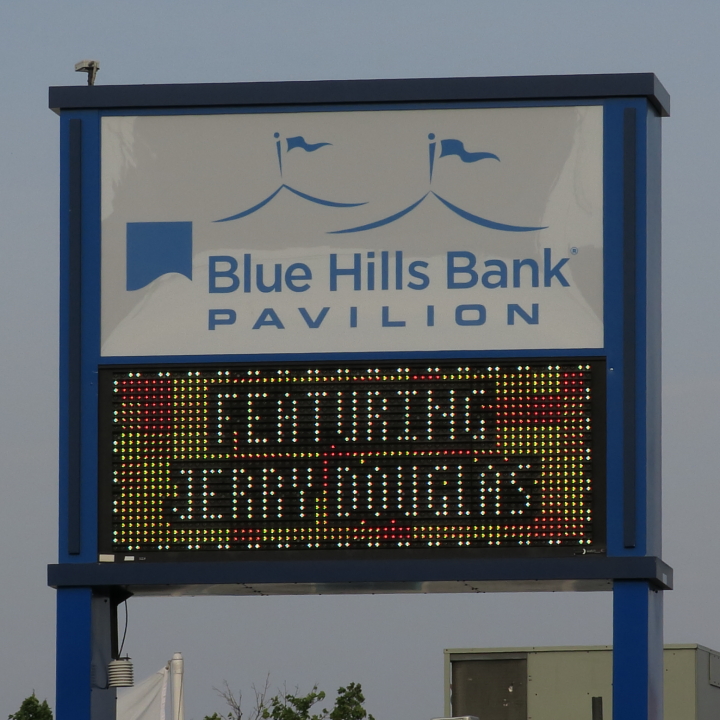 Blue Hills Bank®
PAVILION
FEATURING
JERRY DOUGLAS